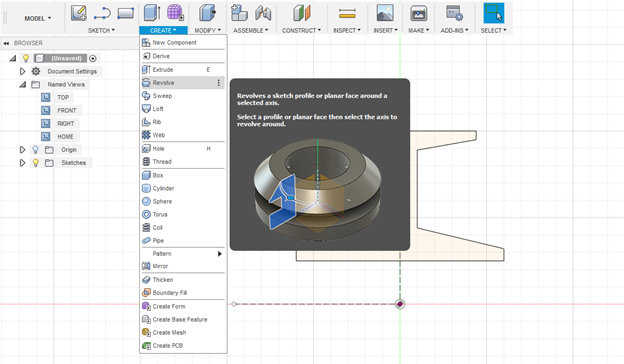 MODEL ▾
SKETCH ▾
CREATE ▾
MODIFY ▾
ASSEMBLE ▾
CONSTRUCT ▾
INSPECT ▾
INSERT ▾
MAKE ▾
ADD-INS ▾
SELECT ▾
BROWSER
(Unsaved)
Document Settings
Named Views
TOP
FRONT
RIGHT
HOME
Origin
Sketches
New Component
Derive
Extrude E
Revolve
Sweep
Loft
Rib
Web
Hole H
Thread
Box
Cylinder
Sphere
Torus
Coil
Pipe
Pattern
Mirror
Thicken
Boundary Fill
Create Form
Create Base Feature
Create Mesh
Create PCB
Revolves a sketch profile or planar face around a
selected axis.
Select a profile or planar face then select the axis to
revolve around.